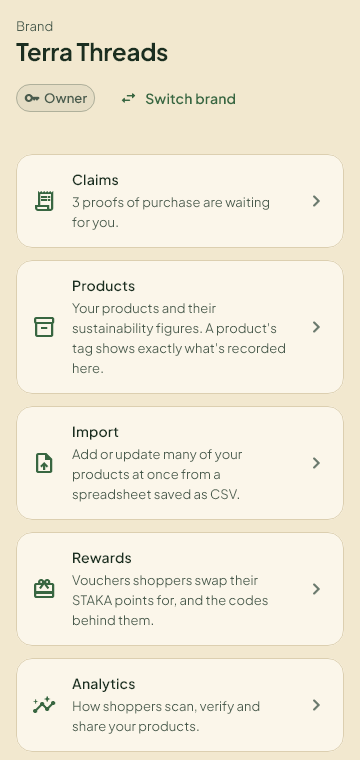 Brand
Terra Threads
Owner
Switch brand
Claims
3 proofs of purchase are waiting
for you.
Products
Your products and their
sustainability figures. A product's
tag shows exactly what's recorded
here.
Import
Add or update many of your
products at once from a
spreadsheet saved as CSV.
Rewards
Vouchers shoppers swap their
STAKA points for, and the codes
behind them.
Analytics
How shoppers scan, verify and
share your products.